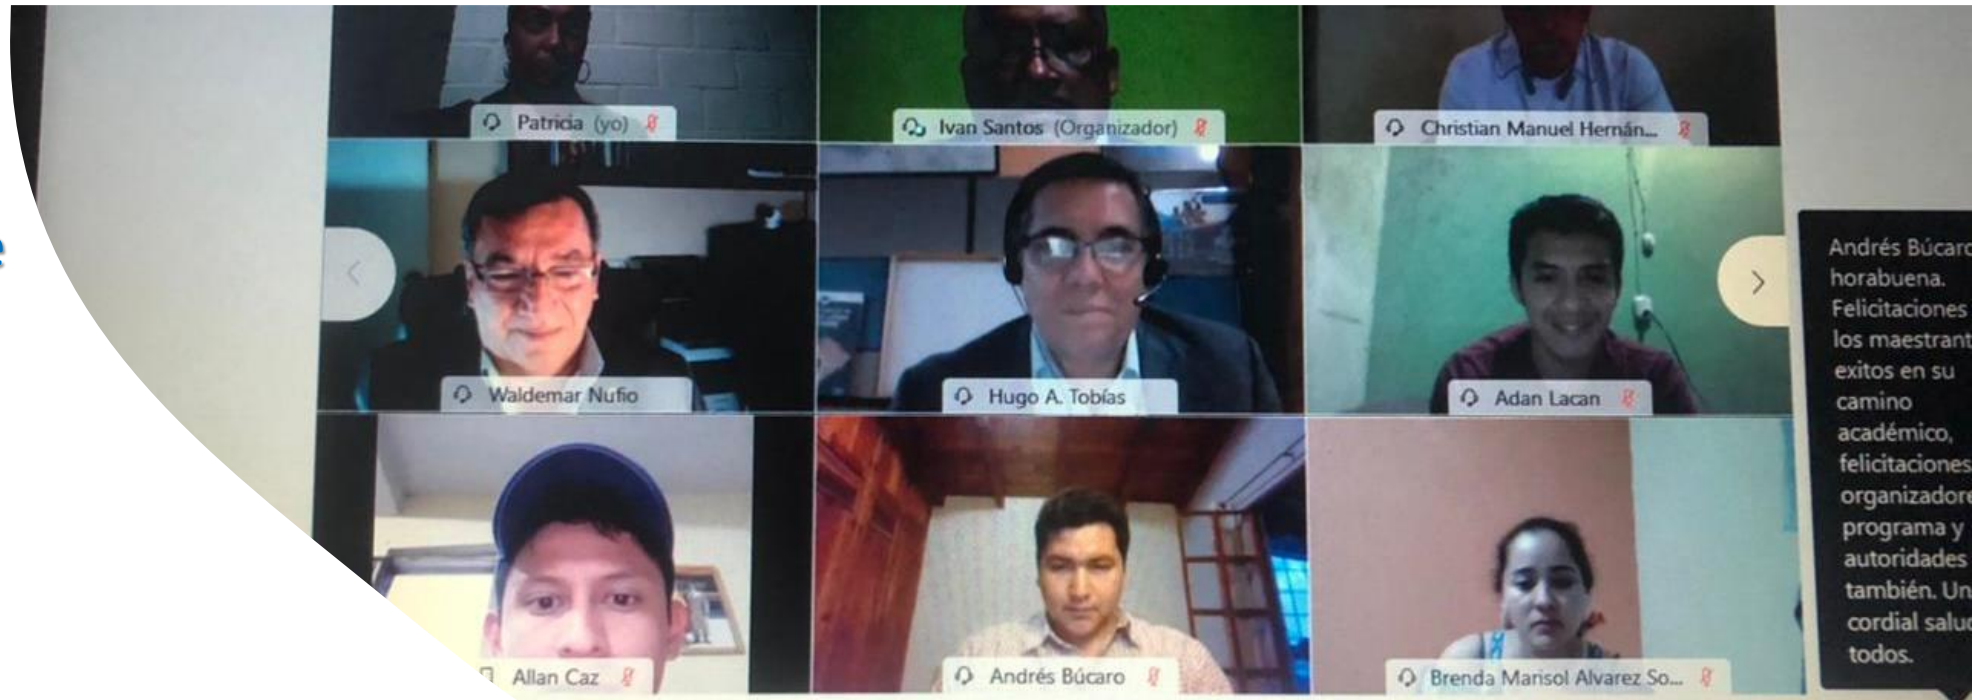 Patricia (yo)
Ivan Santos (Organizador)
Christian Manuel Hernán...
Waldemar Nufio
Hugo A. Tobías
Adan Lacan
Allan Caz
Andrés Búcaro
Brenda Marisol Alvarez So...
Andrés Búcaro
horabuena.
Felicitaciones
los maestrant
exitos en su
camino
académico,
felicitaciones
organizadore
programa y
autoridades
también. Un
cordial salud
todos.